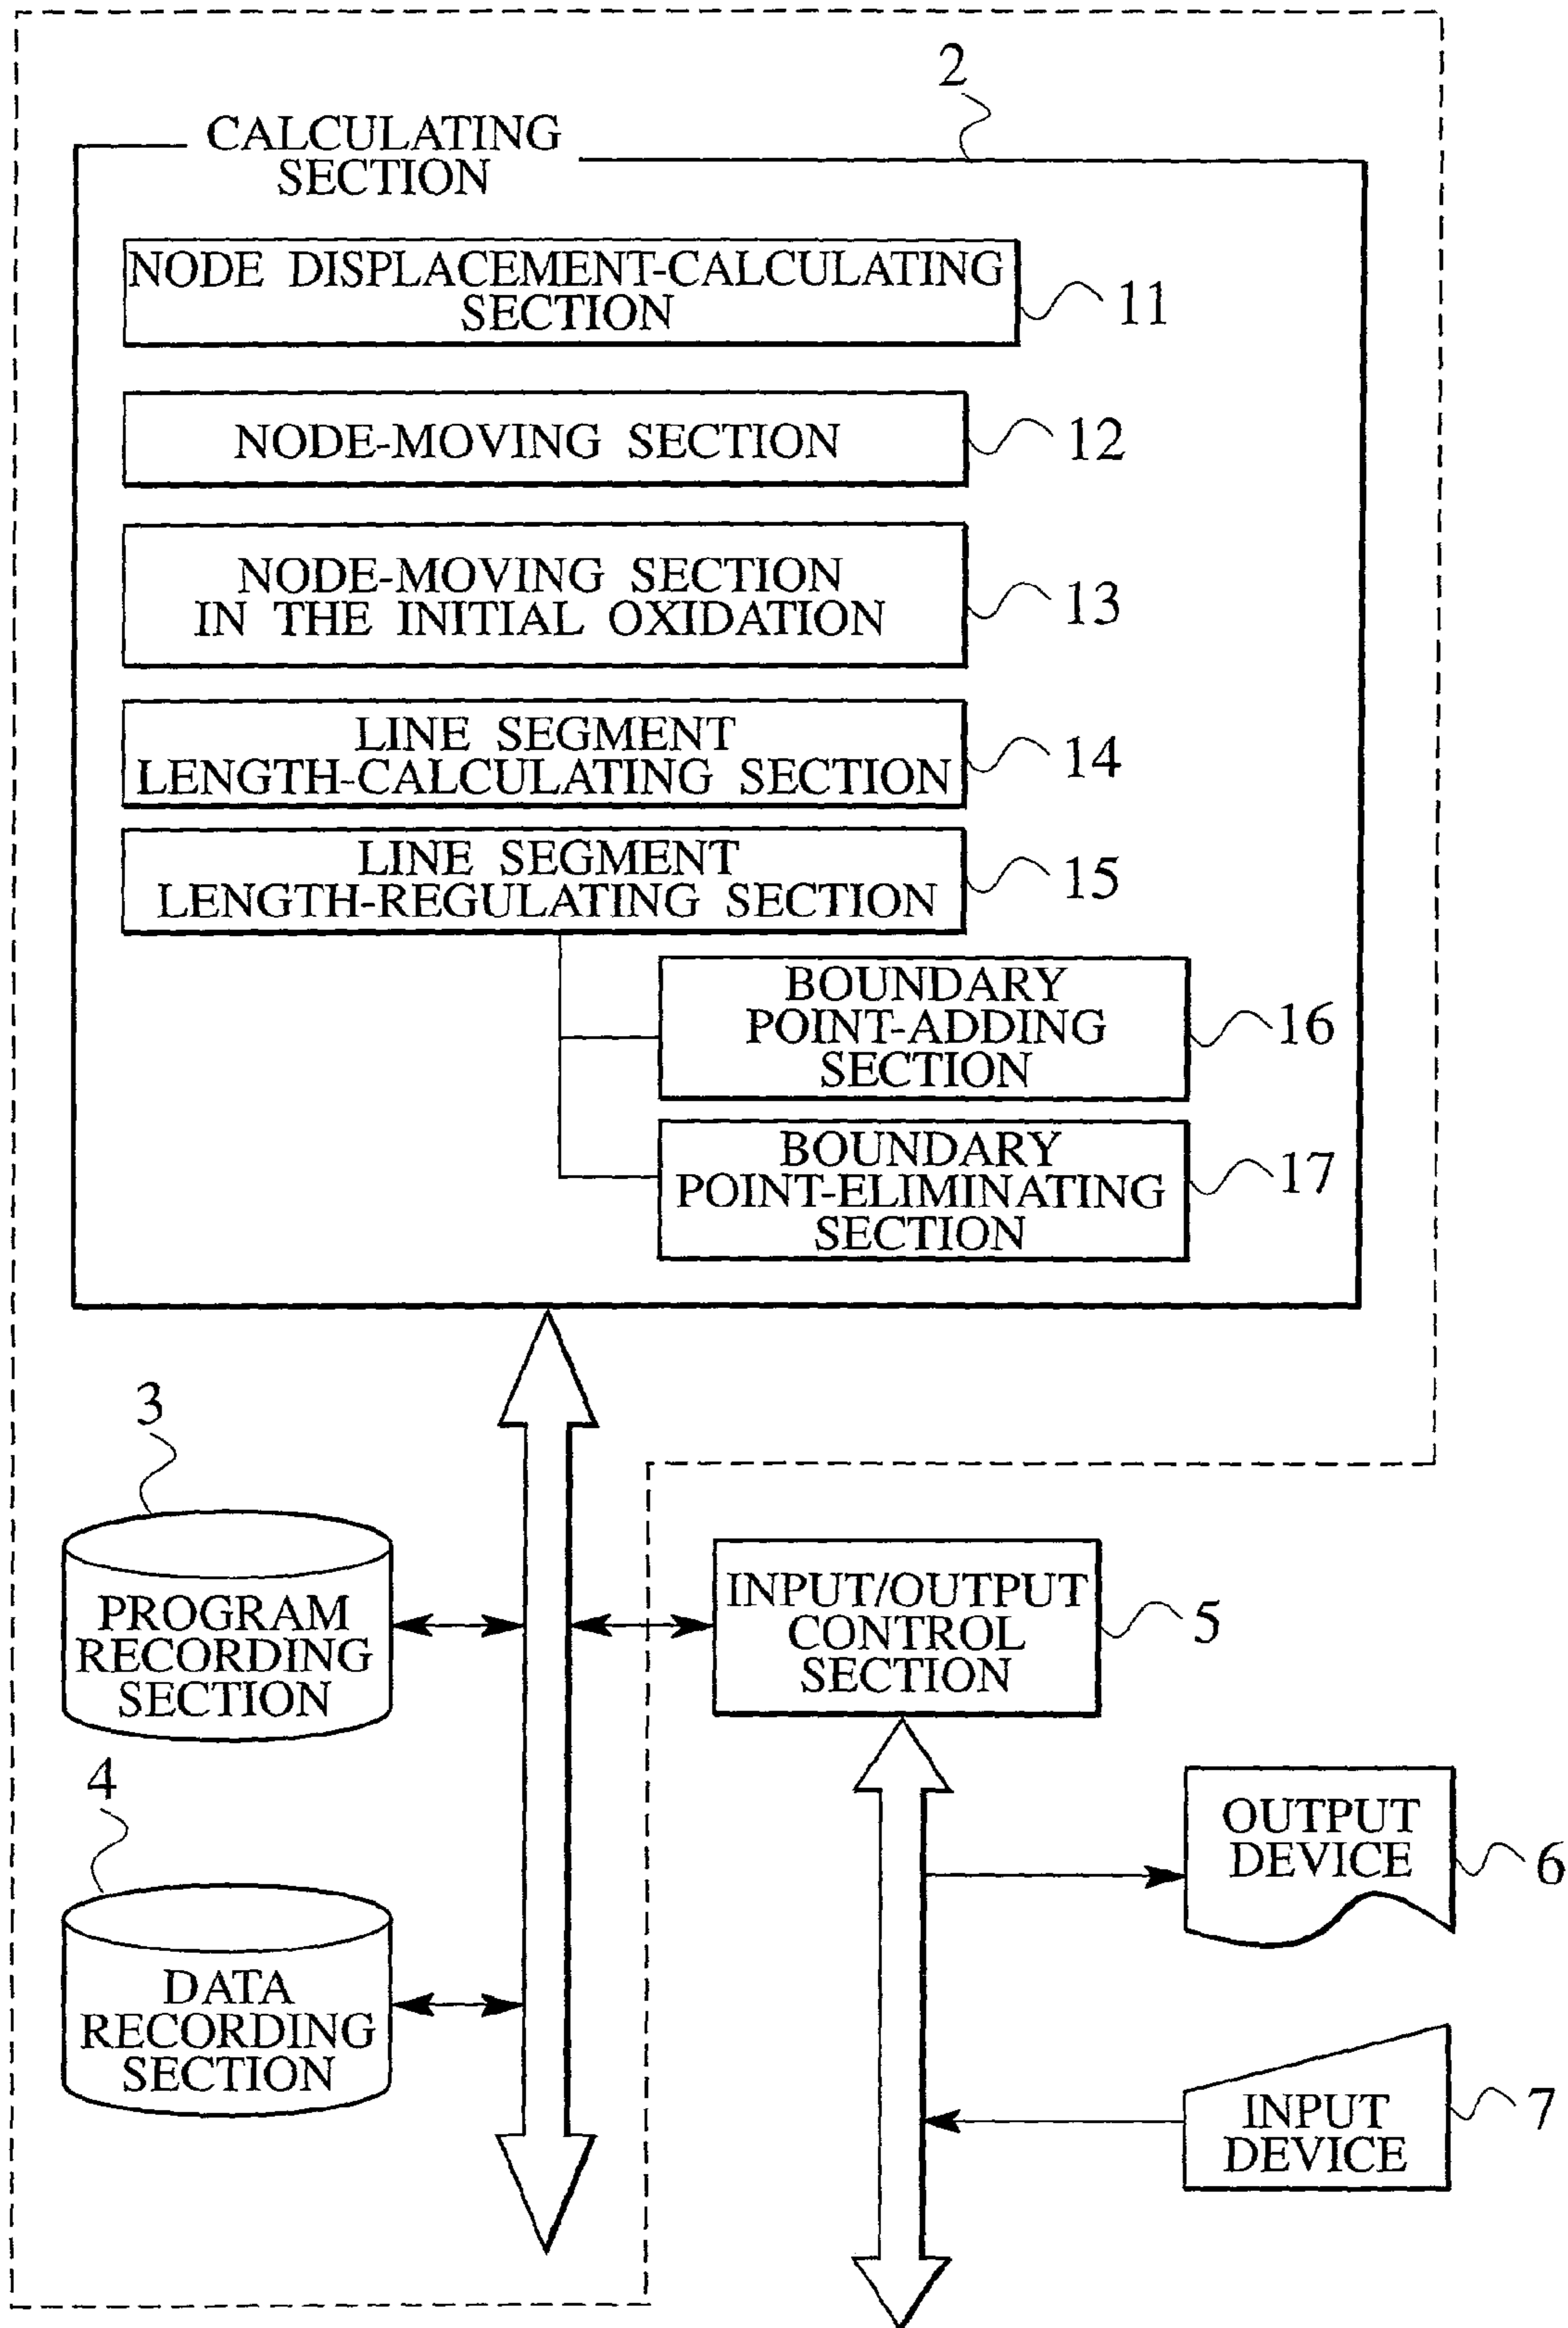 2
CALCULATING
SECTION
NODE DISPLACEMENT-CALCULATING
SECTION
11
NODE-MOVING SECTION
12
NODE-MOVING SECTION
IN THE INITIAL OXIDATION
13
LINE SEGMENT
LENGTH-CALCULATING SECTION
14
LINE SEGMENT
LENGTH-REGULATING SECTION
15
BOUNDARY
POINT-ADDING
SECTION
16
BOUNDARY
POINT-ELIMINATING
SECTION
17
3
PROGRAM
RECORDING
SECTION
INPUT/OUTPUT
CONTROL
SECTION
5
4
DATA
RECORDING
SECTION
OUTPUT
DEVICE
6
INPUT
DEVICE
7